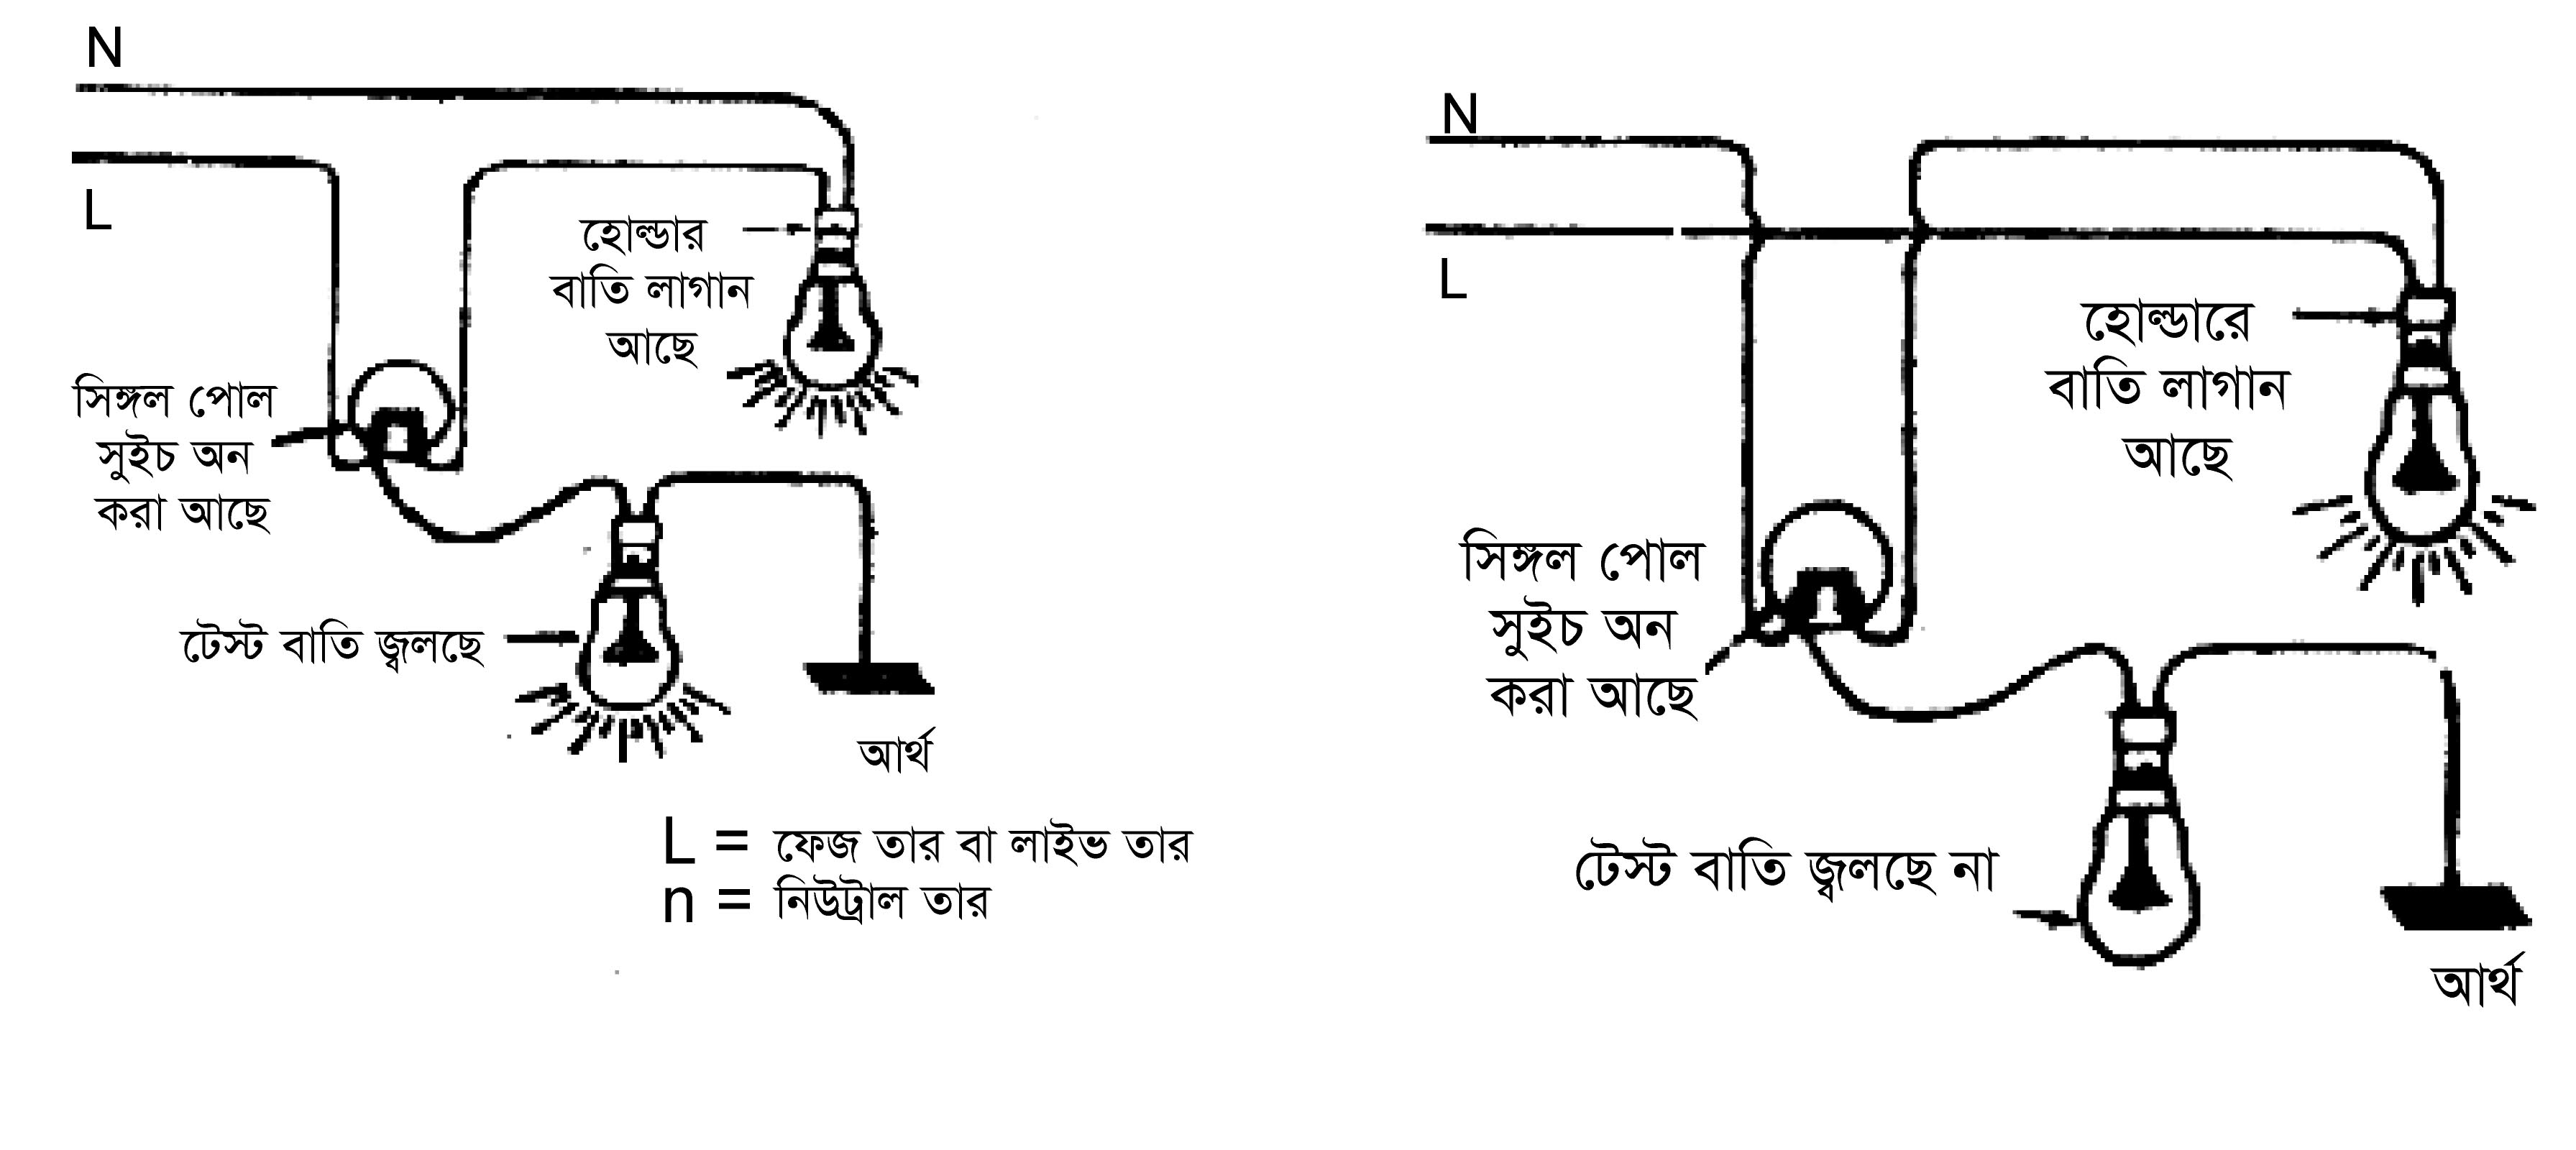 N
L
হোল্ডার
বাতি লাগান
আছে
সিঙ্গল পোল
সুইচ অন
করা আছে
টেস্ট বাতি জ্বলছে
আর্থ
L = ফেজ তার বা লাইভ তার
n = নিউট্রাল তার
N
L
হোল্ডারে
বাতি লাগান
আছে
সিঙ্গল পোল
সুইচ অন
করা আছে
টেস্ট বাতি জ্বলছে না
আর্থ